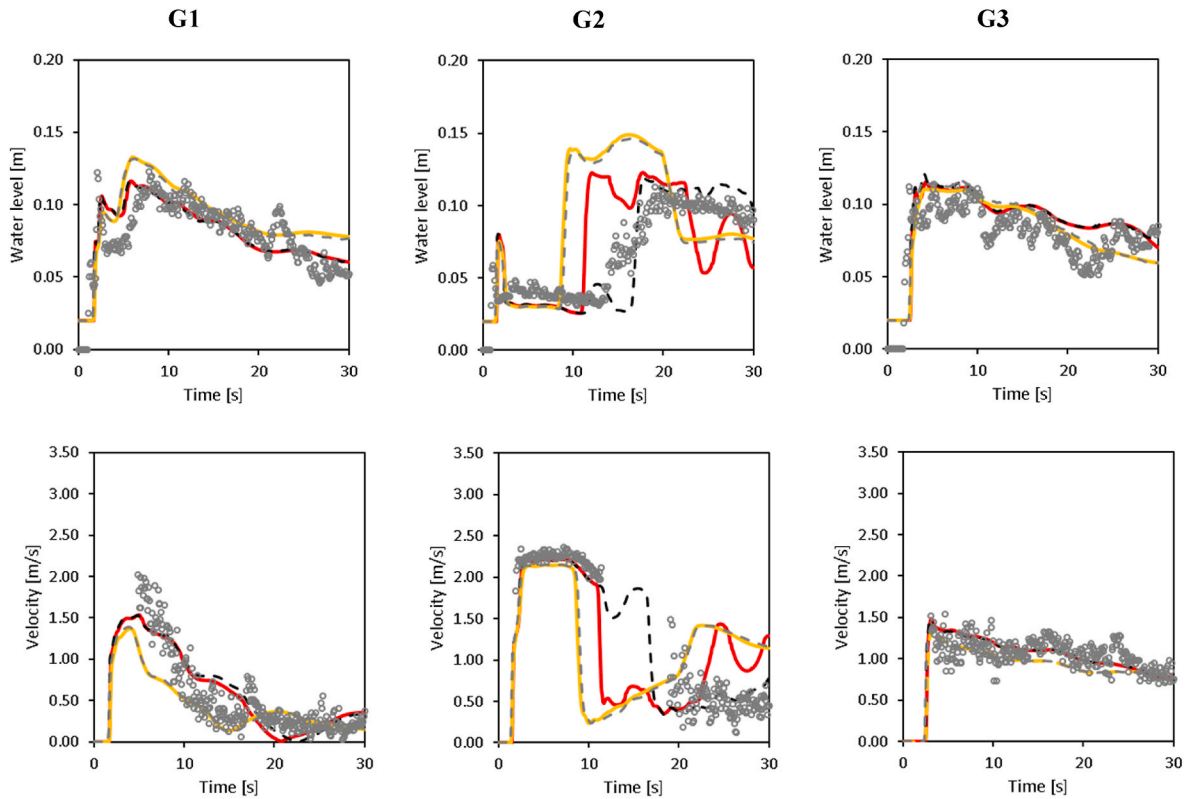 G1 G2 G3
0.20 0.20 0.20
0.15 0.15 0.15
0.10 0.10 0.10
0.05 0.05 0.05
0.00 0.00 0.00
Water level [m] Water level [m] Water level [m]
0 10 20 30 0 10 20 30 0 10 20 30
Time [s] Time [s] Time [s]
3.50 3.50 3.50
3.00 3.00 3.00
2.50 2.50 2.50
2.00 2.00 2.00
1.50 1.50 1.50
1.00 1.00 1.00
0.50 0.50 0.50
0.00 0.00 0.00
Velocity [m/s] Velocity [m/s] Velocity [m/s]
0 10 20 30 0 10 20 30 0 10 20 30
Time [s] Time [s] Time [s]